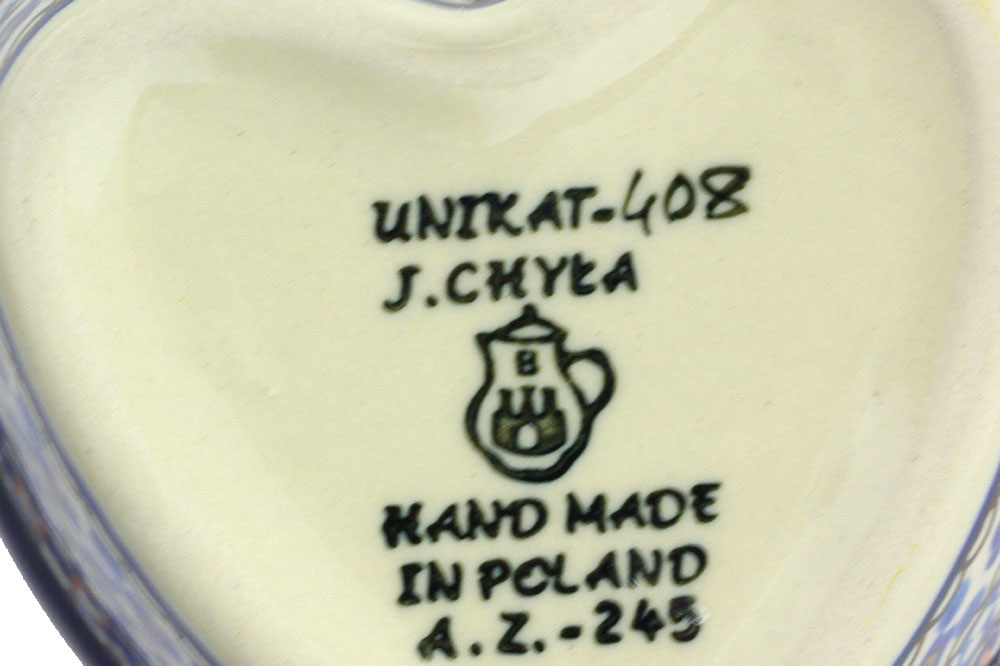 UNIKAT-408
J.CHYŁA
B
HAND MADE
IN POLAND
A.Z.-245